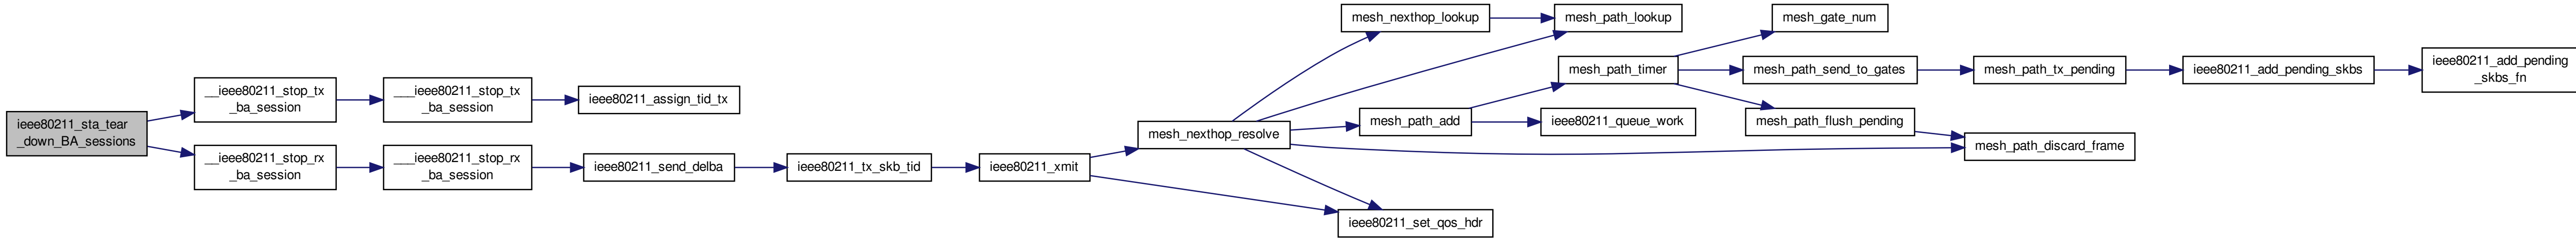 ieee80211_sta_tear
_down_BA_sessions
__ieee80211_stop_tx
_ba_session
___ieee80211_stop_tx
_ba_session
ieee80211_assign_tid_tx
__ieee80211_stop_rx
_ba_session
___ieee80211_stop_rx
_ba_session
ieee80211_send_delba
ieee80211_tx_skb_tid
ieee80211_xmit
mesh_nexthop_resolve
mesh_nexthop_lookup
mesh_path_lookup
mesh_path_add
mesh_path_timer
mesh_gate_num
mesh_path_send_to_gates
mesh_path_tx_pending
ieee80211_add_pending_skbs
ieee80211_add_pending
_skbs_fn
mesh_path_flush_pending
mesh_path_discard_frame
ieee80211_queue_work
ieee80211_set_qos_hdr